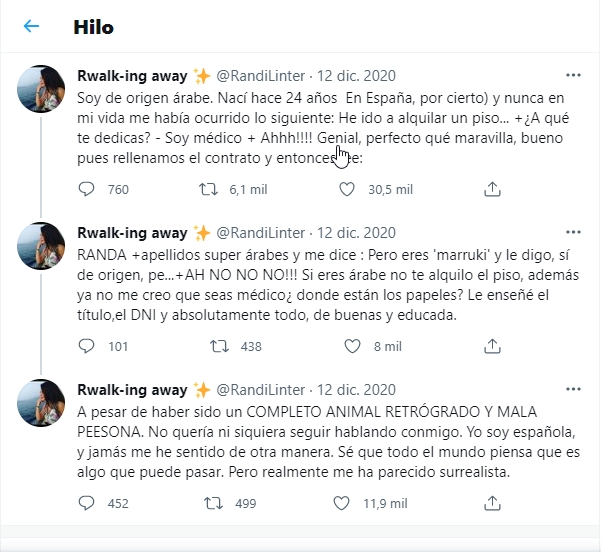 Hilo
Rwalk-ing away ✨ @RandiLinter · 12 dic. 2020
Soy de origen árabe. Nací hace 24 años En España, por cierto) y nunca en
mi vida me había ocurrido lo siguiente: He ido a alquilar un piso... +¿A qué
te dedicas? - Soy médico + Ahhh!!!! Genial, perfecto qué maravilla, bueno
pues rellenamos el contrato y entonces ee:
760 6,1 mil 30,5 mil
Rwalk-ing away ✨ @RandiLinter · 12 dic. 2020
RANDA +apellidos super árabes y me dice : Pero eres 'marruki' y le digo, sí
de origen, pe...+AH NO NO NO!!! Si eres árabe no te alquilo el piso, además
ya no me creo que seas médico¿ donde están los papeles? Le enseñé el
título,el DNI y absolutamente todo, de buenas y educada.
101 438 8 mil
Rwalk-ing away ✨ @RandiLinter · 12 dic. 2020
A pesar de haber sido un COMPLETO ANIMAL RETRÓGRADO Y MALA
PEESONA. No quería ni siquiera seguir hablando conmigo. Yo soy española,
y jamás me he sentido de otra manera. Sé que todo el mundo piensa que es
algo que puede pasar. Pero realmente me ha parecido surrealista.
452 499 11,9 mil